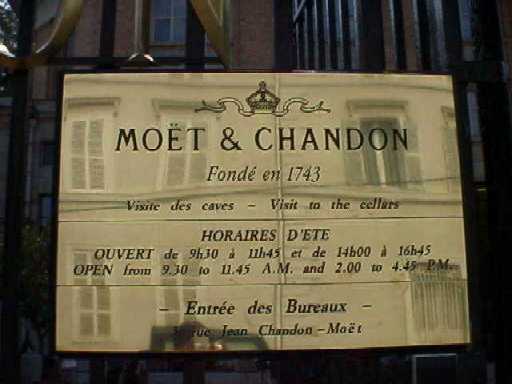 MOËT & CHANDON
Fondé en 1743
Visite des caves – Visit to the cellars
HORAIRES D'ETE
OUVERT de 9h30 à 11h45 et de 14h00 à 16h45
OPEN from 9.30 to 11.45 A.M. and 2.00 to 4.45 P.M.
– Entrée des Bureaux –
rue Jean Chandon – Moët